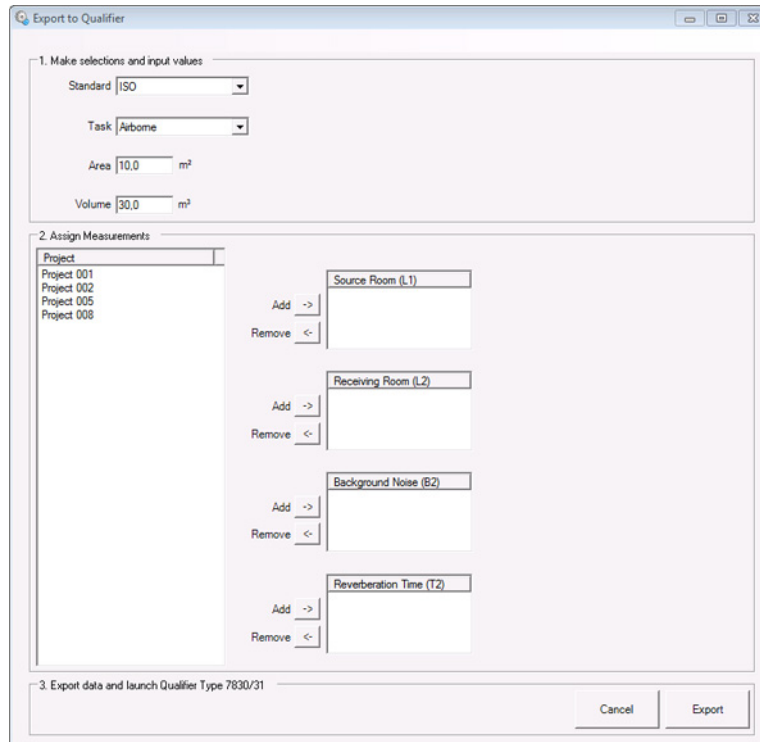 Export to Qualifier
1. Make selections and input values
Standard ISO
Task Airborne
Area 10,0 m²
Volume 30,0 m³
2. Assign Measurements
Project
Project 001
Project 002
Project 005
Project 008
Source Room (L1)
Add ->
Remove <-
Receiving Room (L2)
Add ->
Remove <-
Background Noise (B2)
Add ->
Remove <-
Reverberation Time (T2)
Add ->
Remove <-
3. Export data and launch Qualifier Type 7830/31
Cancel Export